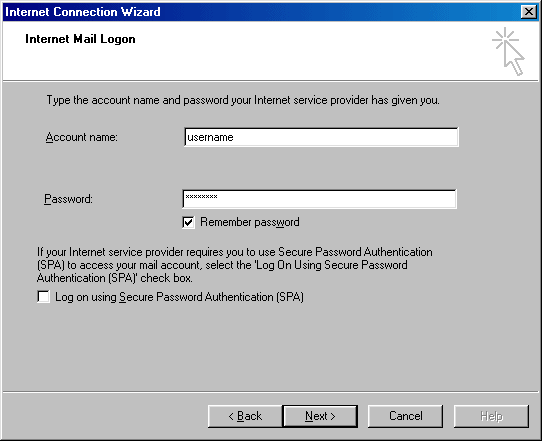 Internet Connection Wizard
Internet Mail Logon
Type the account name and password your Internet service provider has given you.
Account name:
username
Password:
xxxxxxxx
Remember password
If your Internet service provider requires you to use Secure Password Authentication
(SPA) to access your mail account, select the 'Log On Using Secure Password
Authentication (SPA)' check box.
Log on using Secure Password Authentication (SPA)
< Back
Next >
Cancel
Help